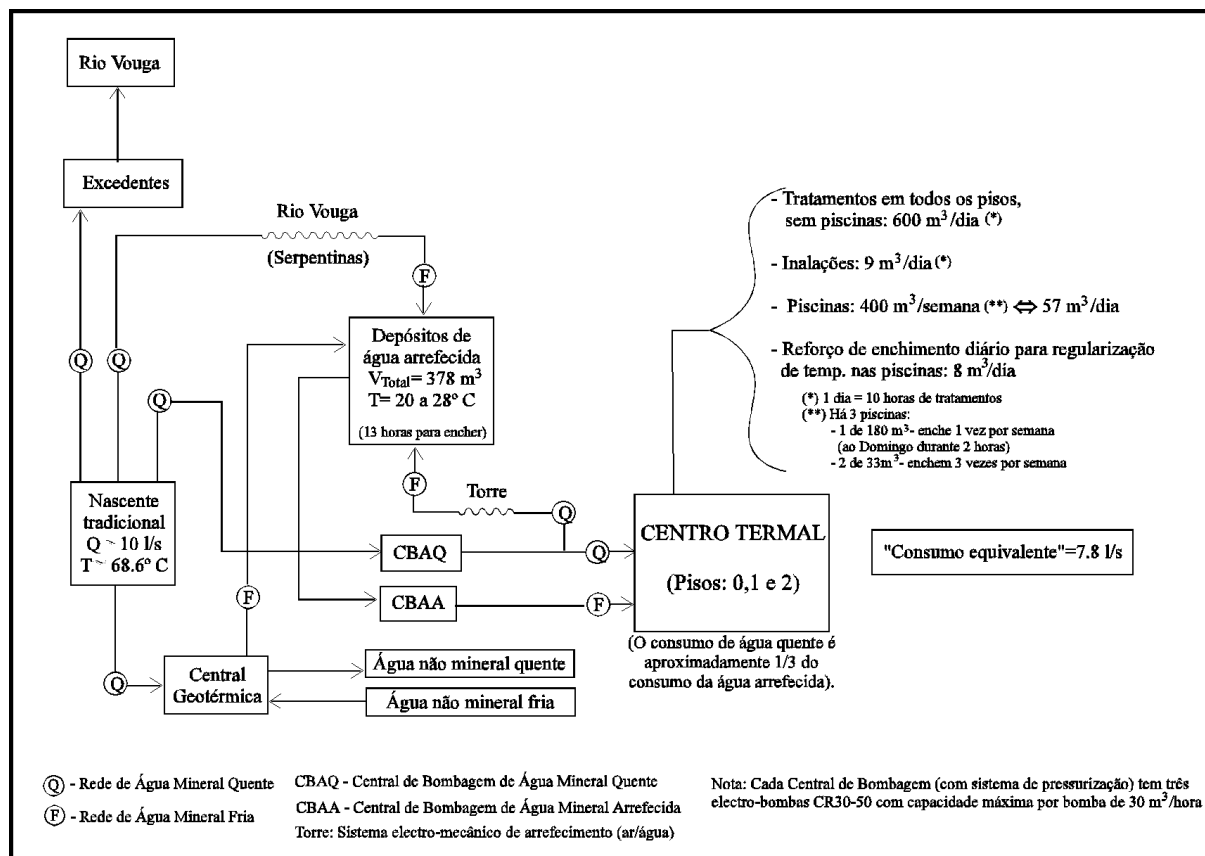 Rio Vouga
Excedentes
Rio Vouga
(Serpentinas)
Q
Q
Q
F
Depósitos de
água arrefecida
V_Total = 378 m³
T= 20 a 28º C
(13 horas para encher)
F
Torre
Q
Nascente
tradicional
Q ~ 10 l/s
T ~ 68.6º C
CBAQ
Q
CBAA
F
F
Q
Central
Geotérmica
Água não mineral quente
Água não mineral fria
CENTRO TERMAL
(Pisos: 0,1 e 2)
(O consumo de água quente é
aproximadamente 1/3 do
consumo da água arrefecida).
- Tratamentos em todos os pisos,
sem piscinas: 600 m³/dia (*)
- Inalações: 9 m³/dia (*)
- Piscinas: 400 m³/semana (**) ⇔ 57 m³/dia
- Reforço de enchimento diário para regularização
de temp. nas piscinas: 8 m³/dia
(*) 1 dia = 10 horas de tratamentos
(**) Há 3 piscinas:
- 1 de 180 m³- enche 1 vez por semana
(ao Domingo durante 2 horas)
- 2 de 33m³- enchem 3 vezes por semana
"Consumo equivalente"=7.8 l/s
Q - Rede de Água Mineral Quente
F - Rede de Água Mineral Fria
CBAQ - Central de Bombagem de Água Mineral Quente
CBAA - Central de Bombagem de Água Mineral Arrefecida
Torre: Sistema electro-mecânico de arrefecimento (ar/água)
Nota: Cada Central de Bombagem (com sistema de pressurização) tem três
electro-bombas CR30-50 com capacidade máxima por bomba de 30 m³/hora